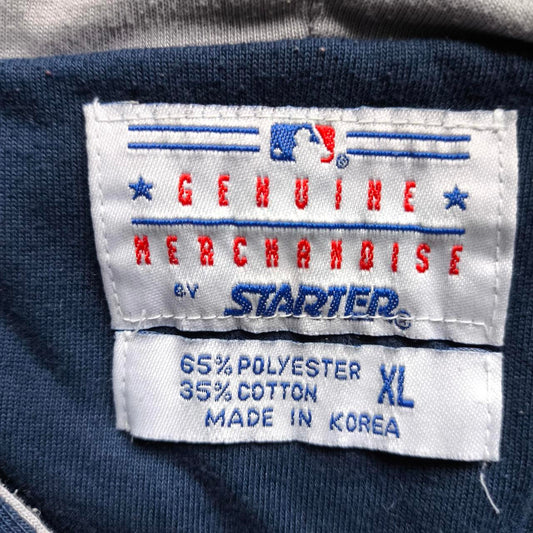 GENUINE
MERCHANDISE
BY STARTER®
65% POLYESTER
35% COTTON XL
MADE IN KOREA